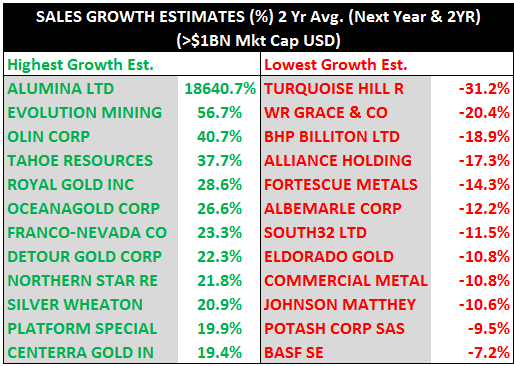 SALES GROWTH ESTIMATES (%) 2 Yr Avg. (Next Year & 2YR)
(>$1BN Mkt Cap USD)
Highest Growth Est. Lowest Growth Est.
ALUMINA LTD 18640.7% TURQUOISE HILL R -31.2%
EVOLUTION MINING 56.7% WR GRACE & CO -20.4%
OLIN CORP 40.7% BHP BILLITON LTD -18.9%
TAHOE RESOURCES 37.7% ALLIANCE HOLDING -17.3%
ROYAL GOLD INC 28.6% FORTESCUE METALS -14.3%
OCEANAGOLD CORP 26.6% ALBEMARLE CORP -12.2%
FRANCO-NEVADA CO 23.3% SOUTH32 LTD -11.5%
DETOUR GOLD CORP 22.3% ELDORADO GOLD -10.8%
NORTHERN STAR RE 21.8% COMMERCIAL METAL -10.8%
SILVER WHEATON 20.9% JOHNSON MATTHEY -10.6%
PLATFORM SPECIAL 19.9% POTASH CORP SAS -9.5%
CENTERRA GOLD IN 19.4% BASF SE -7.2%